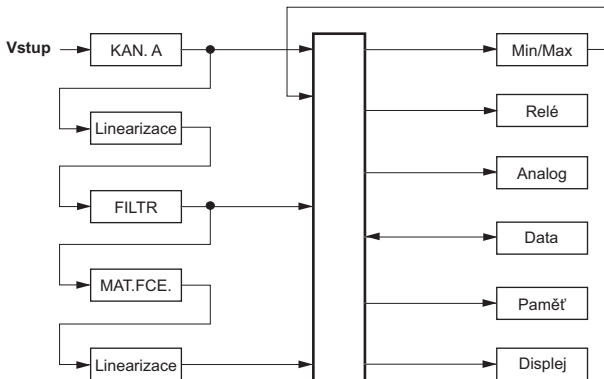 Vstup
KAN. A
Min/Max
Relé
Linearizace
Analog
FILTR
Data
MAT.FCE.
Paměť
Linearizace
Displej